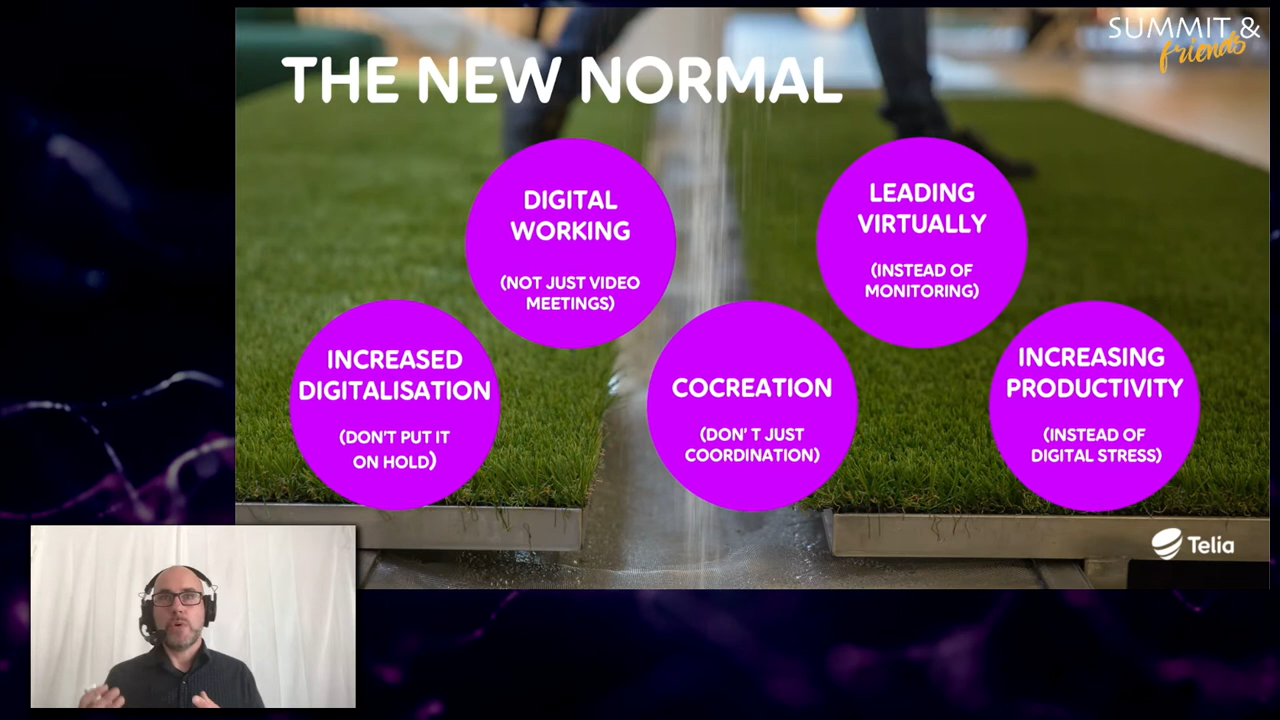 SUMMIT &
friends
THE NEW NORMAL
DIGITAL
WORKING
(NOT JUST VIDEO
MEETINGS)
LEADING
VIRTUALLY
(INSTEAD OF
MONITORING)
INCREASED
DIGITALISATION
(DON'T PUT IT
ON HOLD)
COCREATION
(DON' T JUST
COORDINATION)
INCREASING
PRODUCTIVITY
(INSTEAD OF
DIGITAL STRESS)
Telia